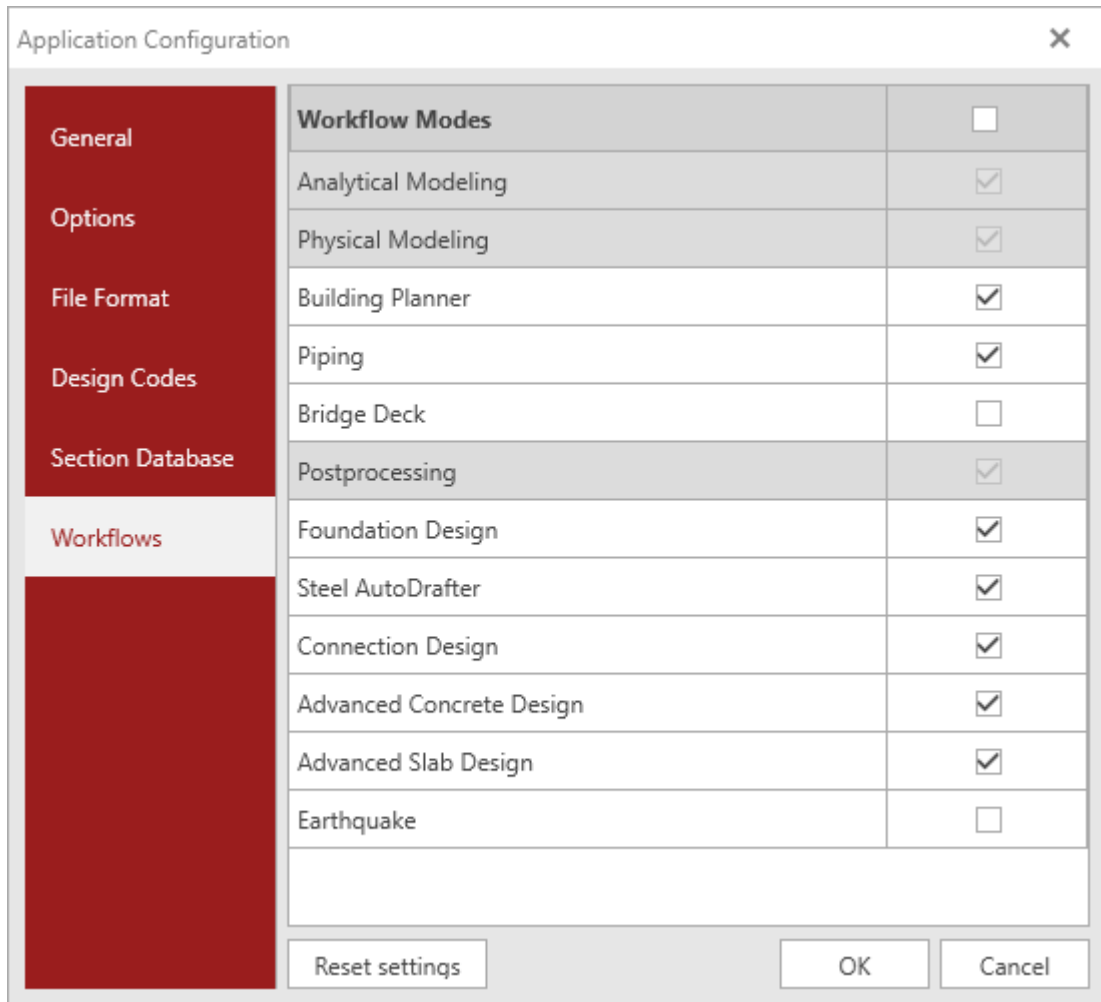 Application Configuration
General
Options
File Format
Design Codes
Section Database
Workflows
Workflow Modes
Analytical Modeling
Physical Modeling
Building Planner
Piping
Bridge Deck
Postprocessing
Foundation Design
Steel AutoDrafter
Connection Design
Advanced Concrete Design
Advanced Slab Design
Earthquake
Reset settings
OK
Cancel